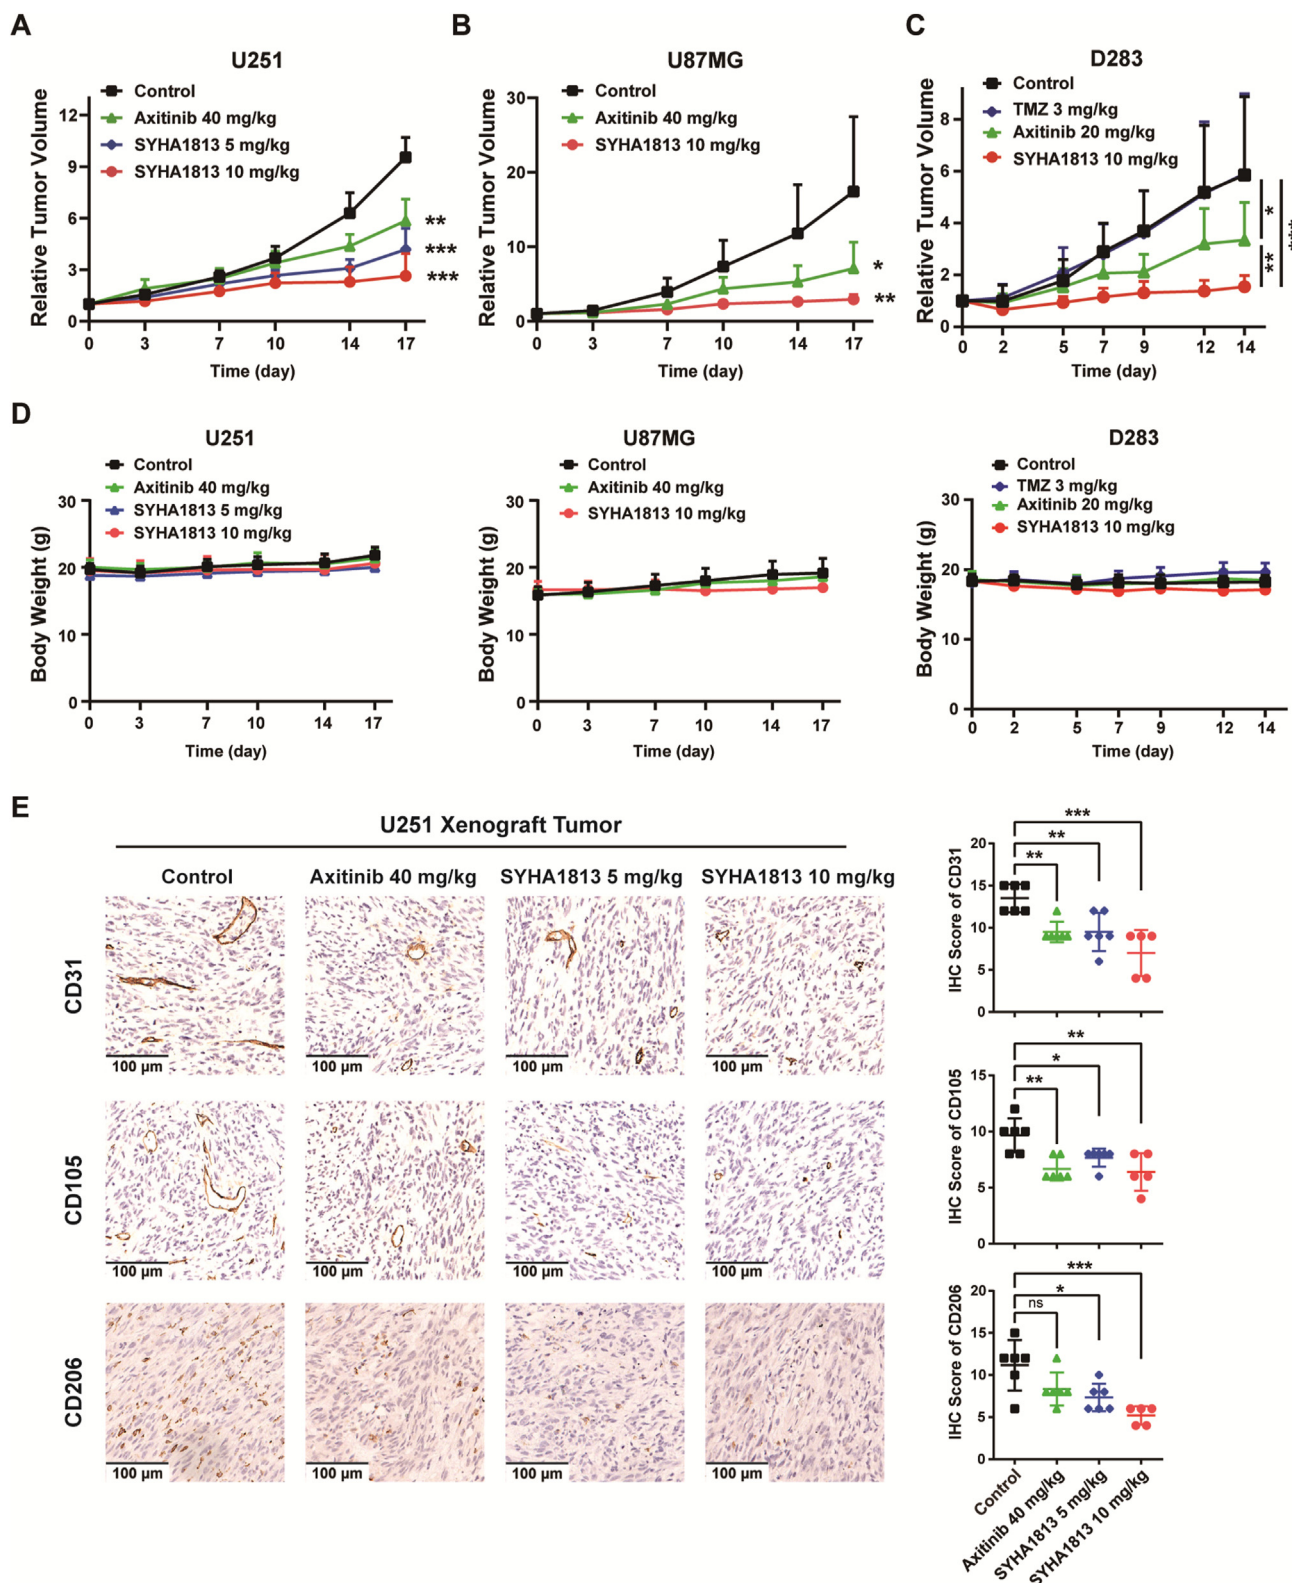 A
U251
Control
Axitinib 40 mg/kg
SYHA1813 5 mg/kg
SYHA1813 10 mg/kg
Relative Tumor Volume
12
9
6
3
0
**
***
***
0 3 7 10 14 17
Time (day)
B
U87MG
Control
Axitinib 40 mg/kg
SYHA1813 10 mg/kg
Relative Tumor Volume
30
20
10
0
*
**
0 3 7 10 14 17
Time (day)
C
D283
Control
TMZ 3 mg/kg
Axitinib 20 mg/kg
SYHA1813 10 mg/kg
Relative Tumor Volume
8
6
4
2
0
*
**
***
0 2 5 7 9 12 14
Time (day)
D
U251
Control
Axitinib 40 mg/kg
SYHA1813 5 mg/kg
SYHA1813 10 mg/kg
Body Weight (g)
30
20
10
0
0 3 7 10 14 17
Time (day)
U87MG
Control
Axitinib 40 mg/kg
SYHA1813 10 mg/kg
Body Weight (g)
30
20
10
0
0 3 7 10 14 17
Time (day)
D283
Control
TMZ 3 mg/kg
Axitinib 20 mg/kg
SYHA1813 10 mg/kg
Body Weight (g)
30
20
10
0
0 2 5 7 9 12 14
Time (day)
E
U251 Xenograft Tumor
Control Axitinib 40 mg/kg SYHA1813 5 mg/kg SYHA1813 10 mg/kg
CD31
100 µm 100 µm 100 µm 100 µm
CD105
100 µm 100 µm 100 µm 100 µm
CD206
100 µm 100 µm 100 µm 100 µm
***
**
**
IHC Score of CD31
20
15
10
5
0
**
*
**
IHC Score of CD105
15
10
5
0
***
*
ns
IHC Score of CD206
20
15
10
5
0
Control
Axitinib 40 mg/kg
SYHA1813 5 mg/kg
SYHA1813 10 mg/kg